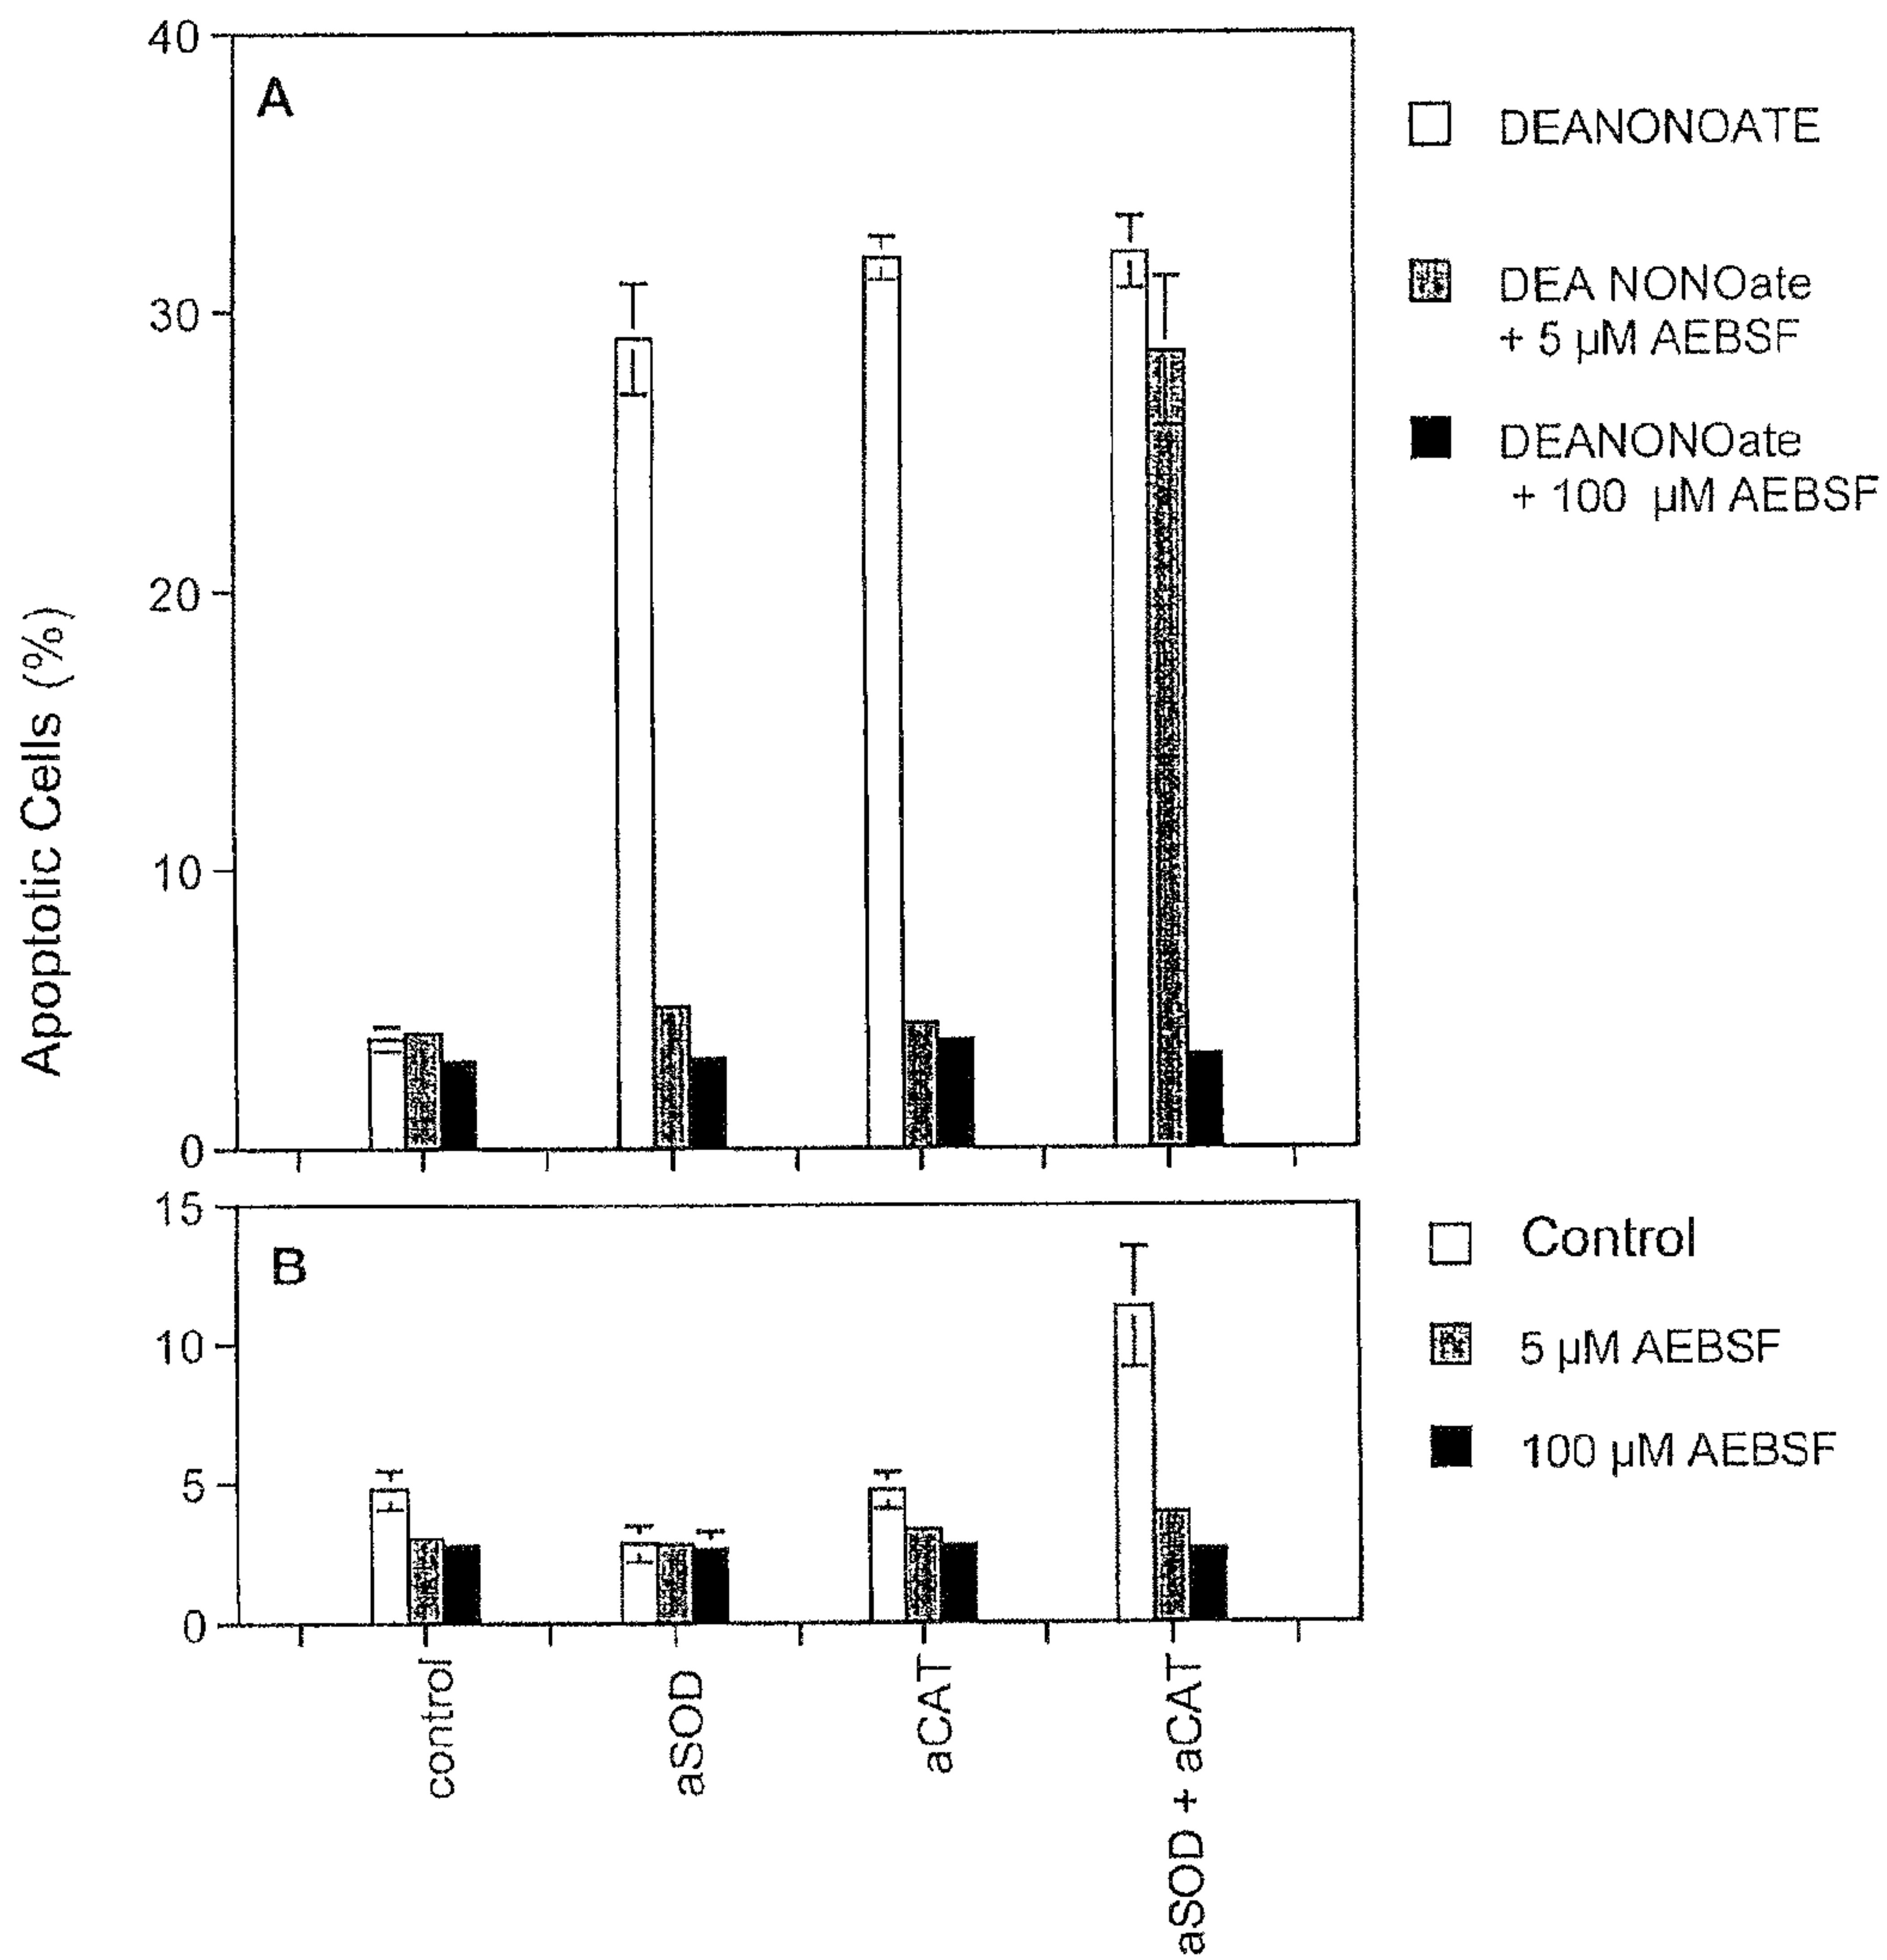 Apoptotic Cells (%)
40
30
20
10
0
A
DEANONOATE
DEA NONOate
+ 5 µM AEBSF
DEANONOate
+ 100 µM AEBSF
15
10
5
0
B
Control
5 µM AEBSF
100 µM AEBSF
control
aSOD
aCAT
aSOD + aCAT